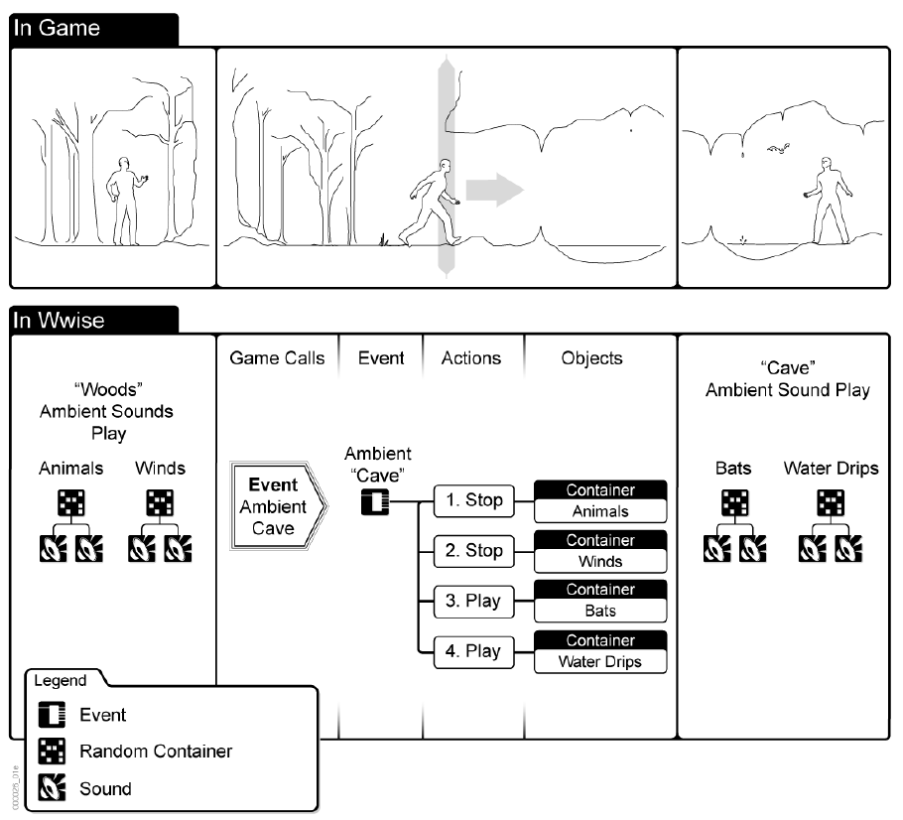 In Game
In Wwise
“Woods”
Ambient Sounds
Play
Animals
Winds
Game Calls
Event
Actions
Objects
Event
Ambient
Cave
Ambient
“Cave”
1. Stop
Container
Animals
2. Stop
Container
Winds
3. Play
Container
Bats
4. Play
Container
Water Drips
“Cave”
Ambient Sound Play
Bats
Water Drips
Legend
Event
Random Container
Sound